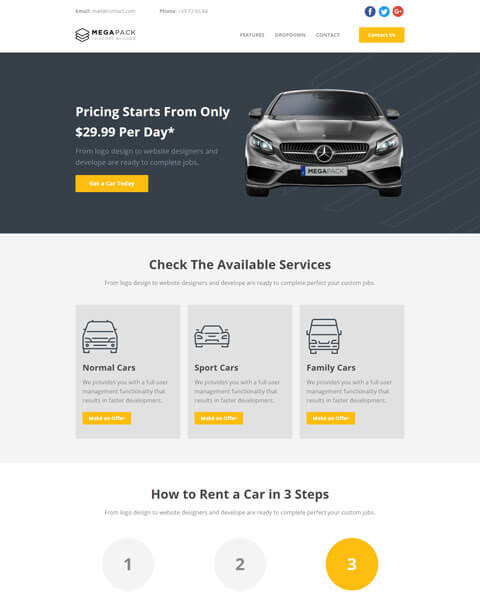 Email: mail@contact.com Phone: +33 72 61 64
MEGAPACK
FEATURES DROPDOWN CONTACT Contact Us
Pricing Starts From Only
$29.99 Per Day*
From logo design to website designers and
develope are ready to complete jobs.
Get a Car Today
MEGAPACK
Check The Available Services
From logo design to website designers and develope are ready to complete perfect your custom jobs.
Normal Cars
We provides you with a full user
management functionality that
results in faster development.
Make an Offer
Sport Cars
We provides you with a full user
management functionality that
results in faster development.
Make an Offer
Family Cars
We provides you with a full user
management functionality that
results in faster development.
Make an Offer
How to Rent a Car in 3 Steps
From logo design to website designers and develope are ready to complete perfect your custom jobs.
1 2 3